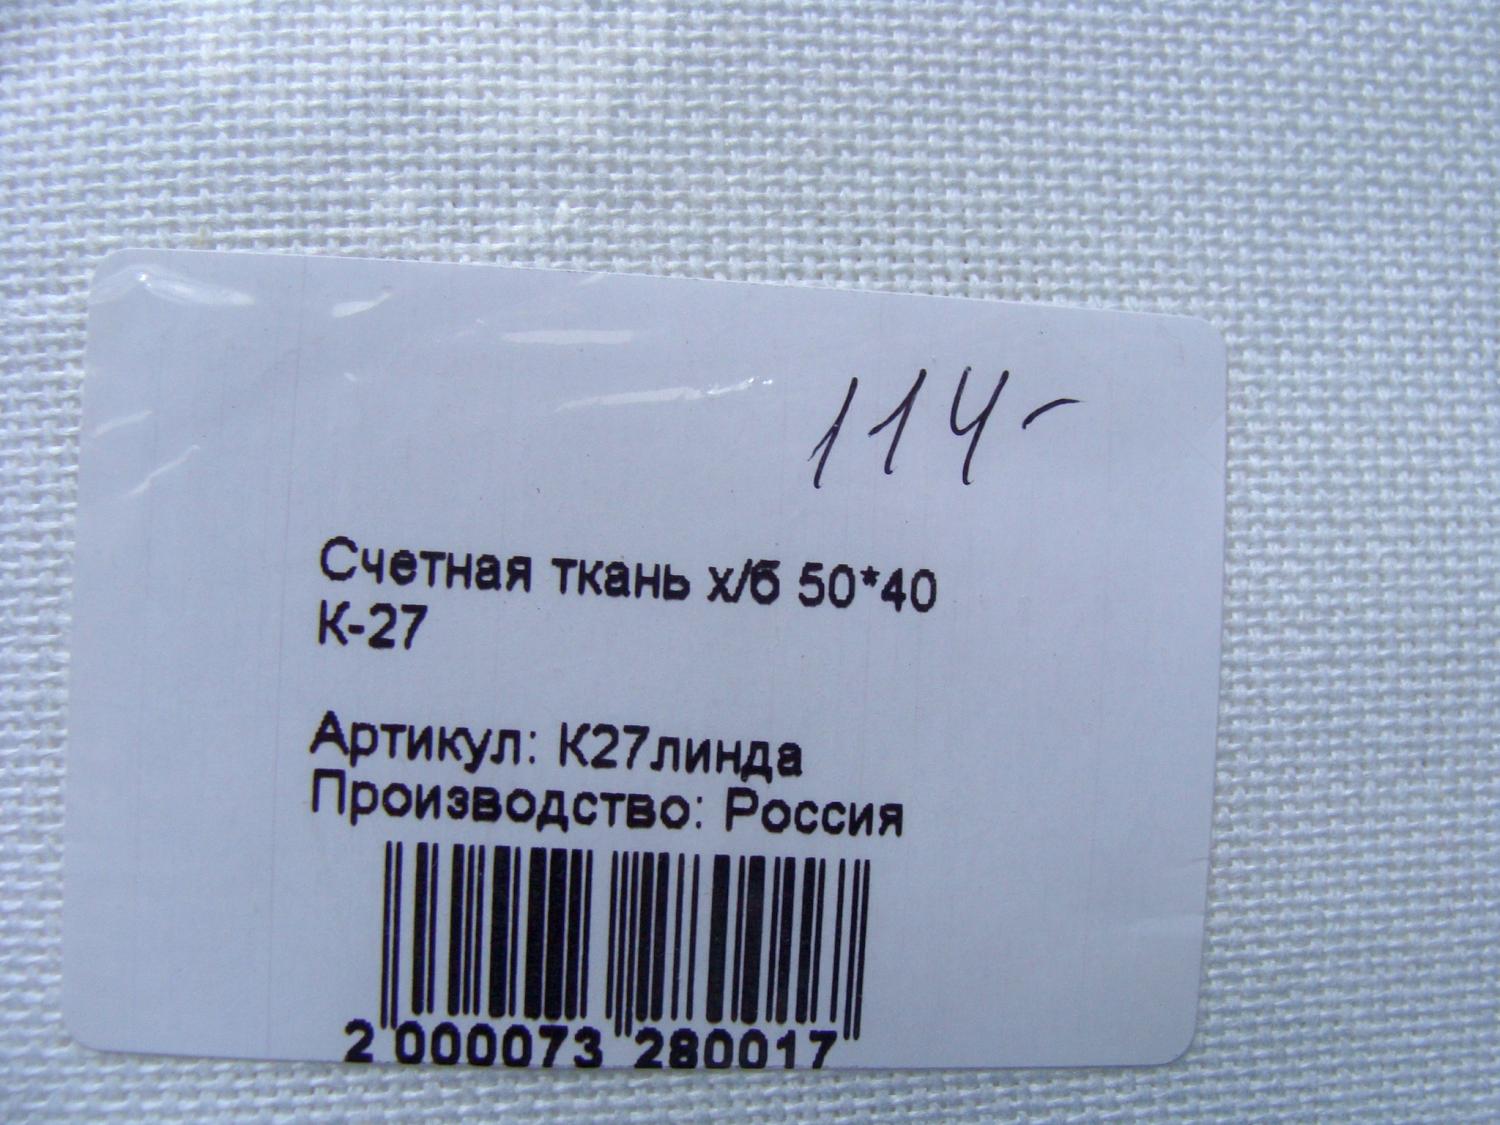 114-
Счетная ткань х/б 50*40
К-27
Артикул: К27линда
Производство: Россия
2 000073 280017